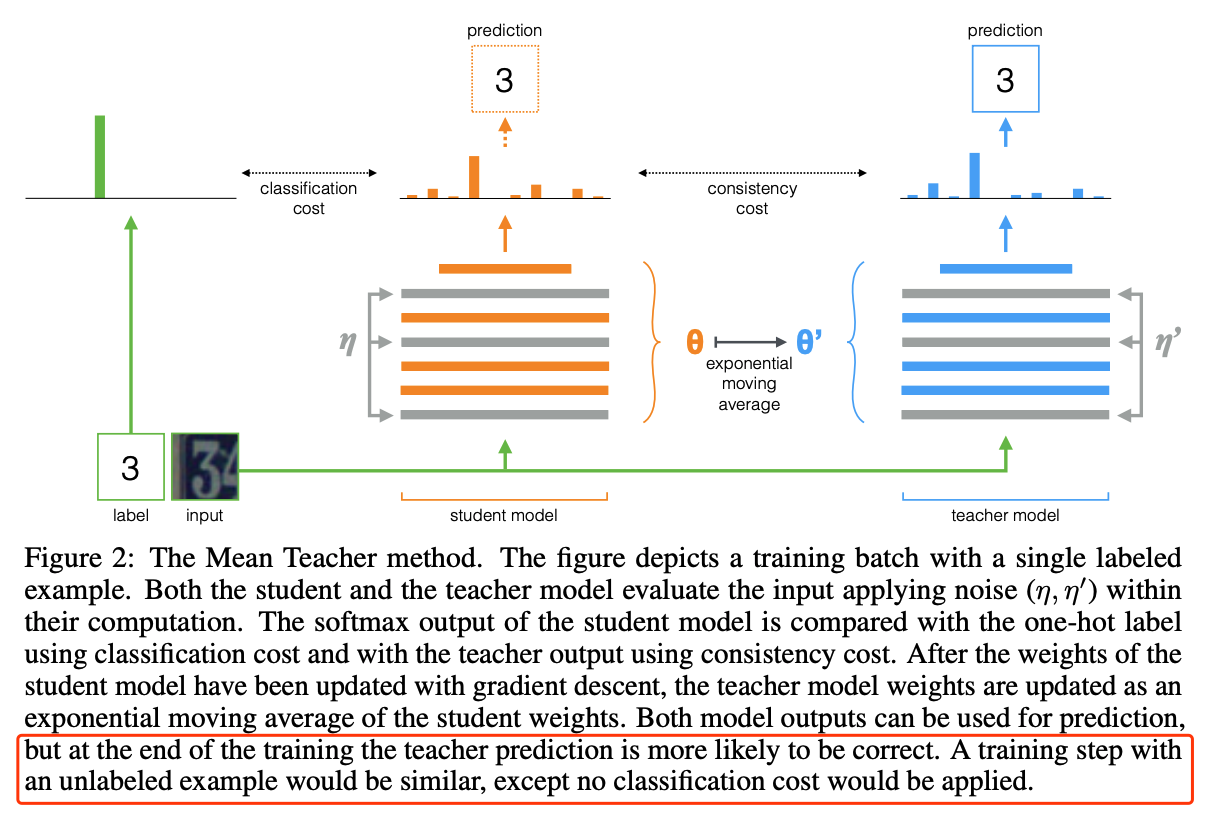 prediction
prediction
3
3
classification
cost
consistency
cost
η
θ
θ’
η’
exponential
moving
average
3
34
label
input
student model
teacher model
Figure 2: The Mean Teacher method. The figure depicts a training batch with a single labeled
example. Both the student and the teacher model evaluate the input applying noise (η, η′) within
their computation. The softmax output of the student model is compared with the one-hot label
using classification cost and with the teacher output using consistency cost. After the weights of the
student model have been updated with gradient descent, the teacher model weights are updated as an
exponential moving average of the student weights. Both model outputs can be used for prediction,
but at the end of the training the teacher prediction is more likely to be correct. A training step with
an unlabeled example would be similar, except no classification cost would be applied.